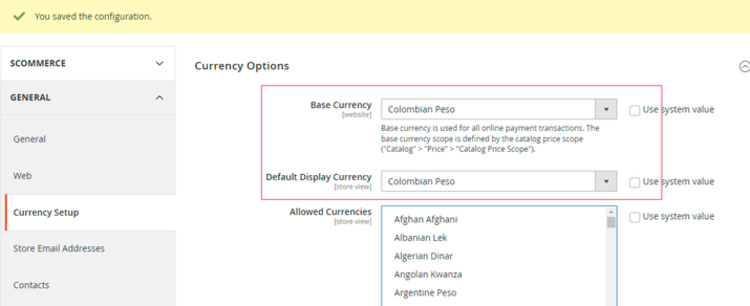 You saved the configuration.
SCOMMERCE
Currency Options
GENERAL
Base Currency
[website]
Colombian Peso
Use system value
Base currency is used for all online payment transactions. The
base currency scope is defined by the catalog price scope
("Catalog" > "Price" > "Catalog Price Scope").
General
Web
Default Display Currency
[store view]
Colombian Peso
Use system value
Currency Setup
Allowed Currencies
[store view]
Use system value
Afghan Afghani
Albanian Lek
Algerian Dinar
Angolan Kwanza
Argentine Peso
Store Email Addresses
Contacts